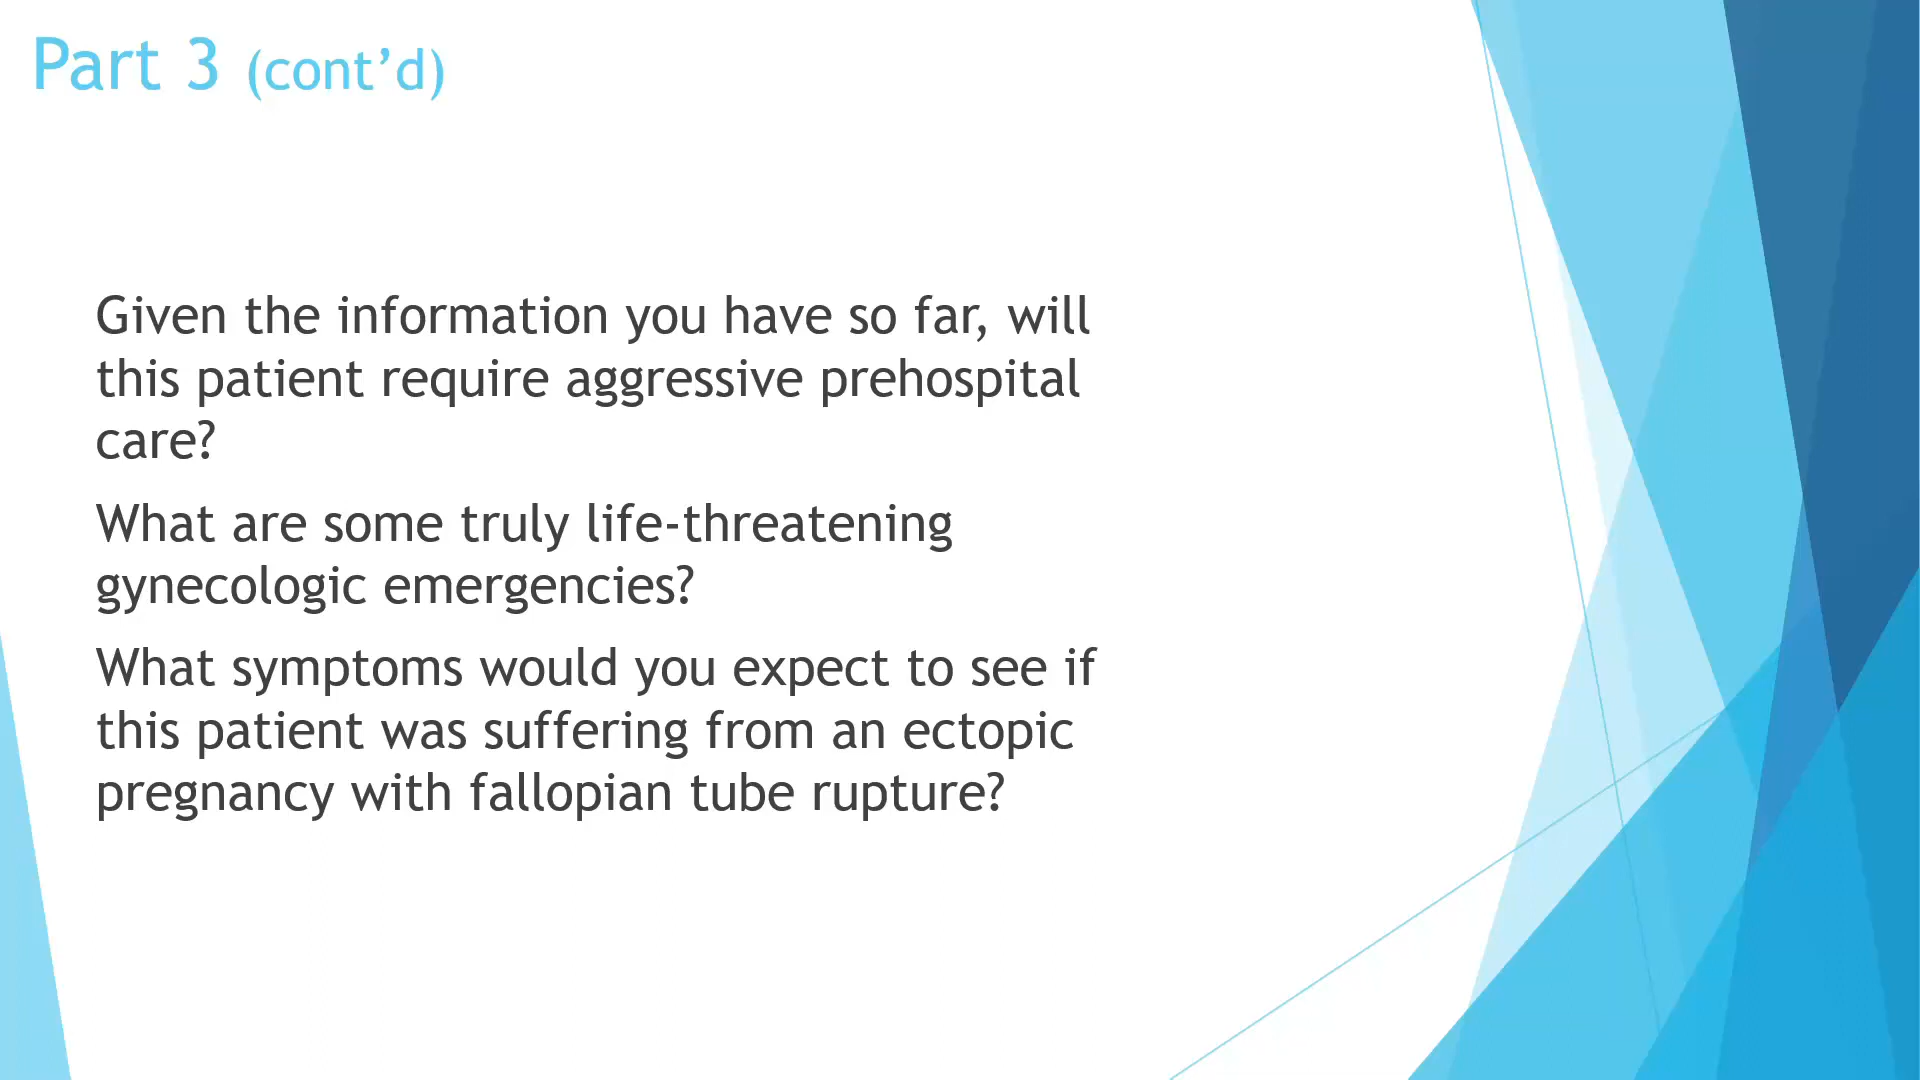 Part 3 (cont’d)
Given the information you have so far, will
this patient require aggressive prehospital
care?
What are some truly life-threatening
gynecologic emergencies?
What symptoms would you expect to see if
this patient was suffering from an ectopic
pregnancy with fallopian tube rupture?